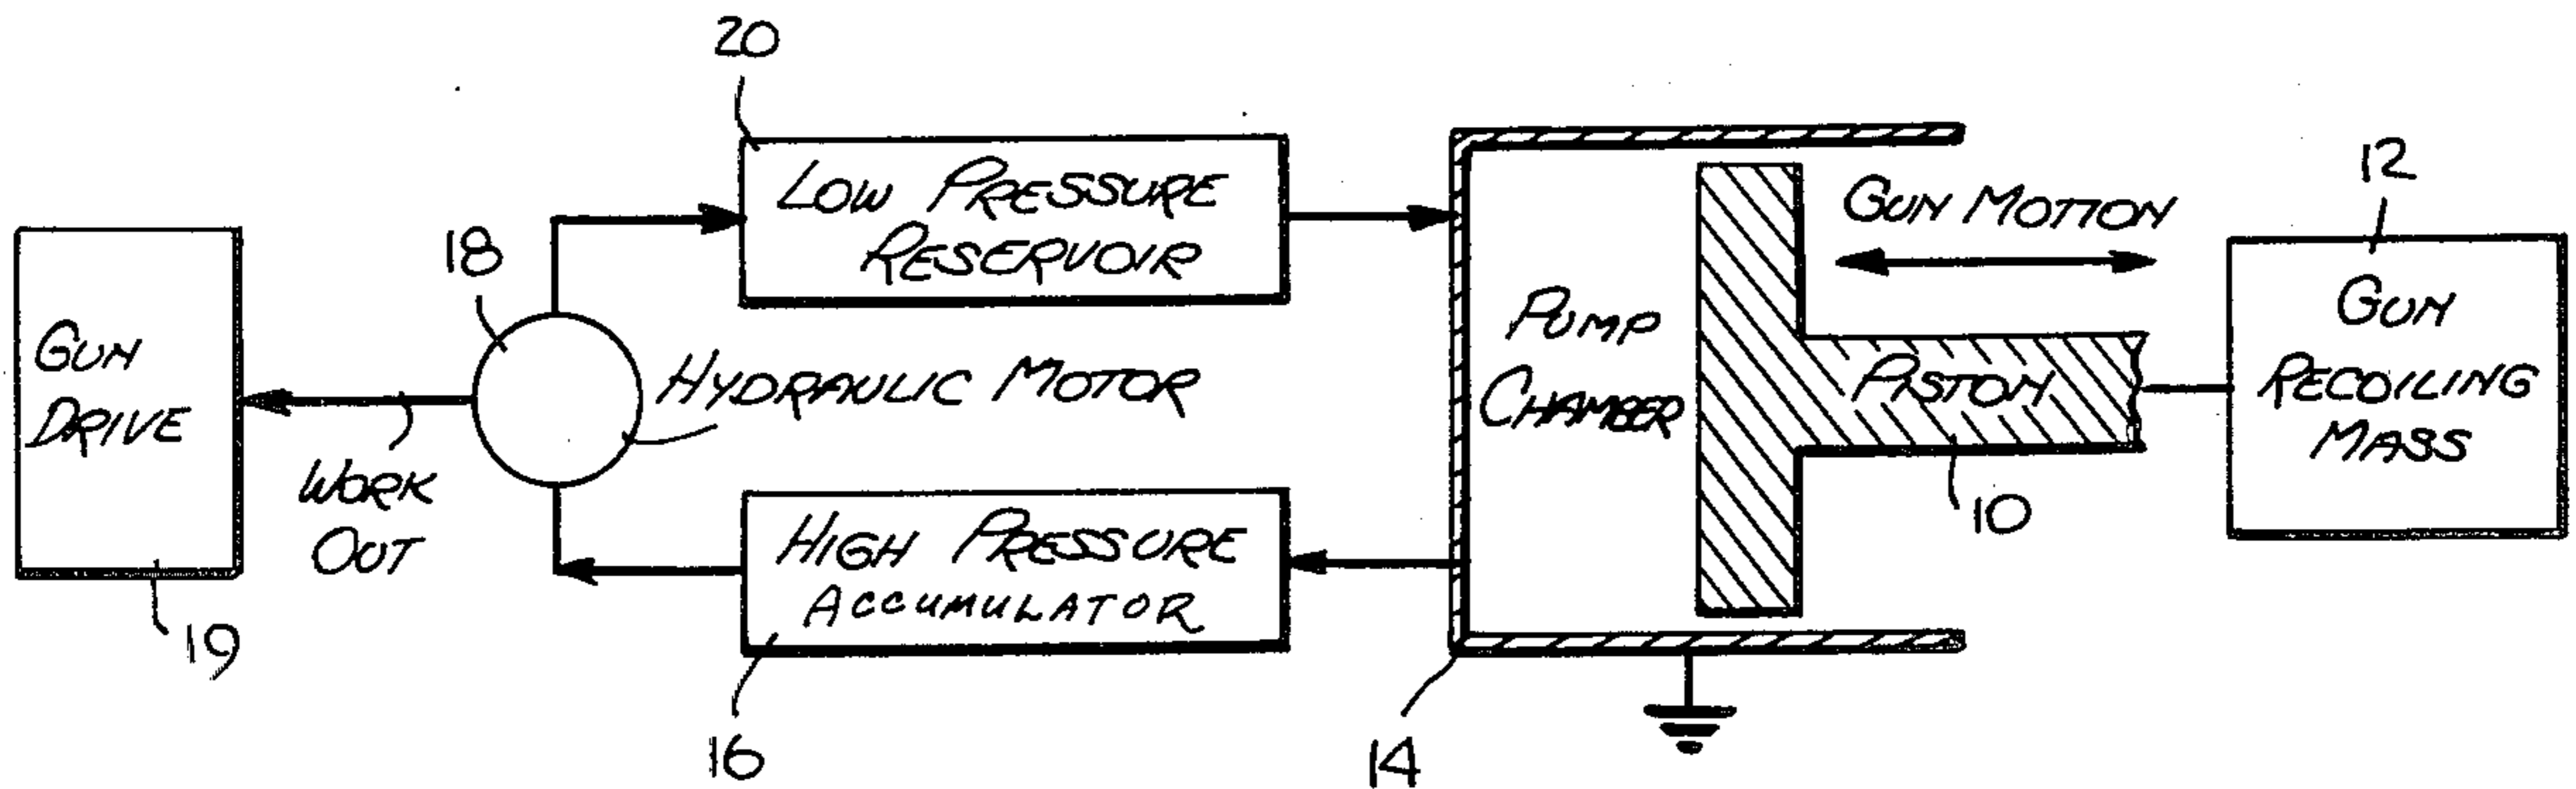 20
LOW PRESSURE
RESERVOIR
12
GUN MOTION
18
GUN
DRIVE
HYDRAULIC MOTOR
PUMP
CHAMBER
PISTON
GUN
RECOILING
MASS
WORK
OUT
HIGH PRESSURE
ACCUMULATOR
10
19
16
14